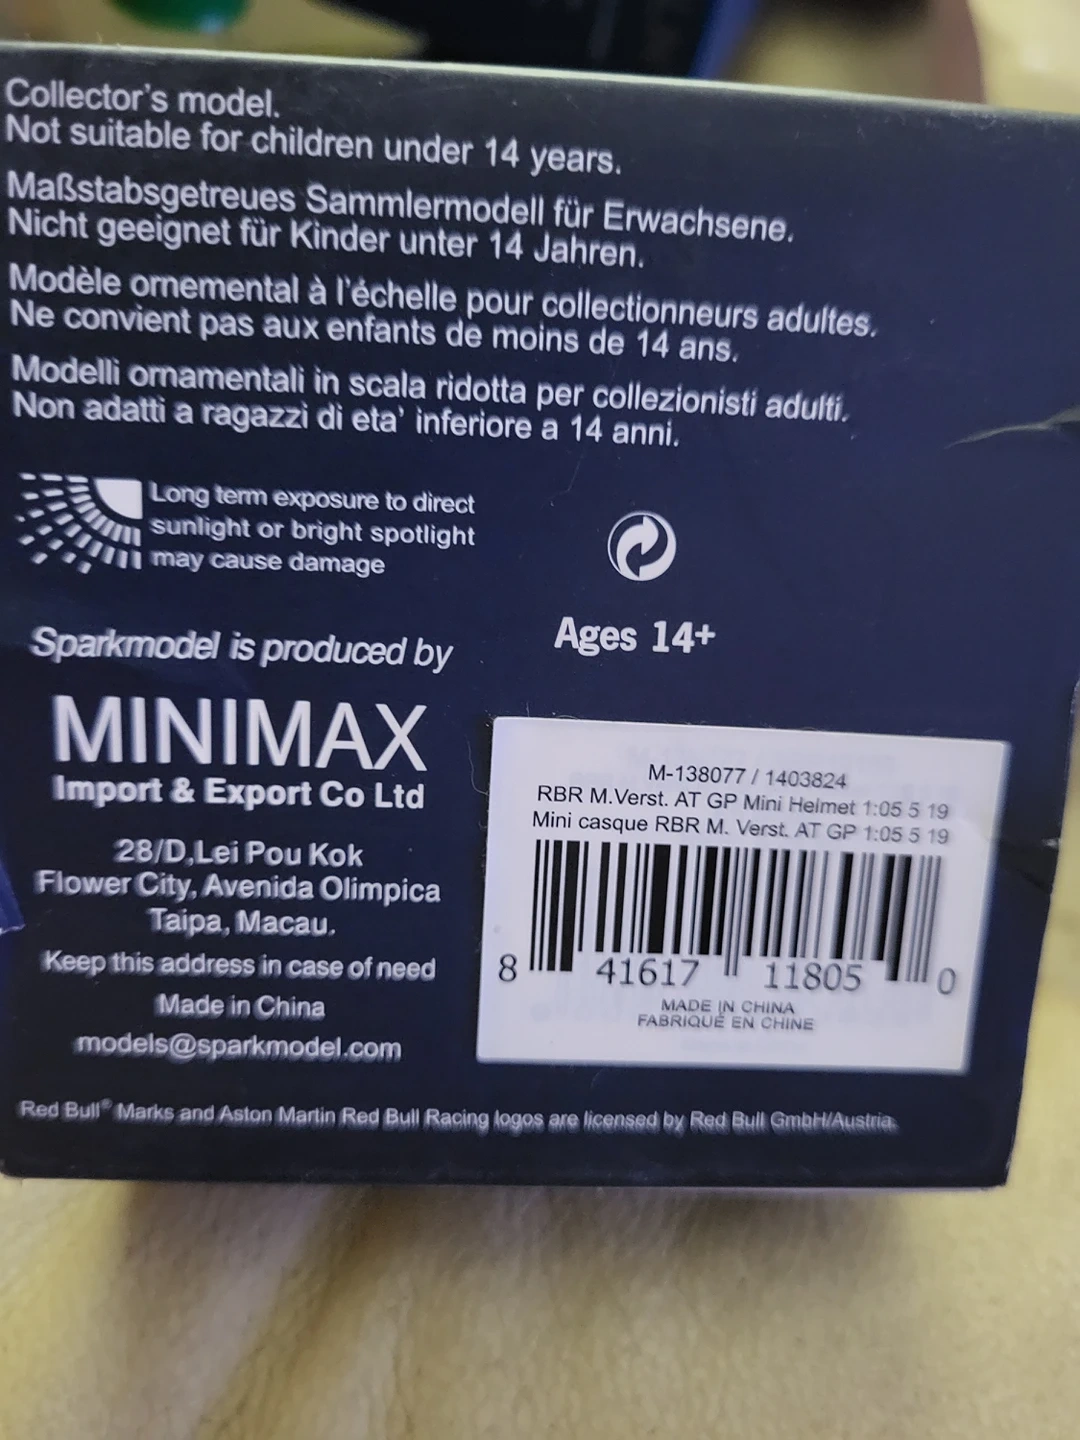 Collector's model.
Not suitable for children under 14 years.
Maßstabsgetreues Sammlermodell für Erwachsene.
Nicht geeignet für Kinder unter 14 Jahren.
Modèle ornemental à l'échelle pour collectionneurs adultes.
Ne convient pas aux enfants de moins de 14 ans.
Modelli ornamentali in scala ridotta per collezionisti adulti.
Non adatti a ragazzi di eta' inferiore a 14 anni.
Long term exposure to direct
sunlight or bright spotlight
may cause damage
Ages 14+
Sparkmodel is produced by
MINIMAX
Import & Export Co Ltd
28/D,Lei Pou Kok
Flower City, Avenida Olimpica
Taipa, Macau.
Keep this address in case of need
Made in China
models@sparkmodel.com
M-138077 / 1403824
RBR M.Verst. AT GP Mini Helmet 1:05 5 19
Mini casque RBR M. Verst. AT GP 1:05 5 19
8 41617 11805 0
MADE IN CHINA
FABRIQUÉ EN CHINE
Red Bull® Marks and Aston Martin Red Bull Racing logos are licensed by Red Bull GmbH/Austria.